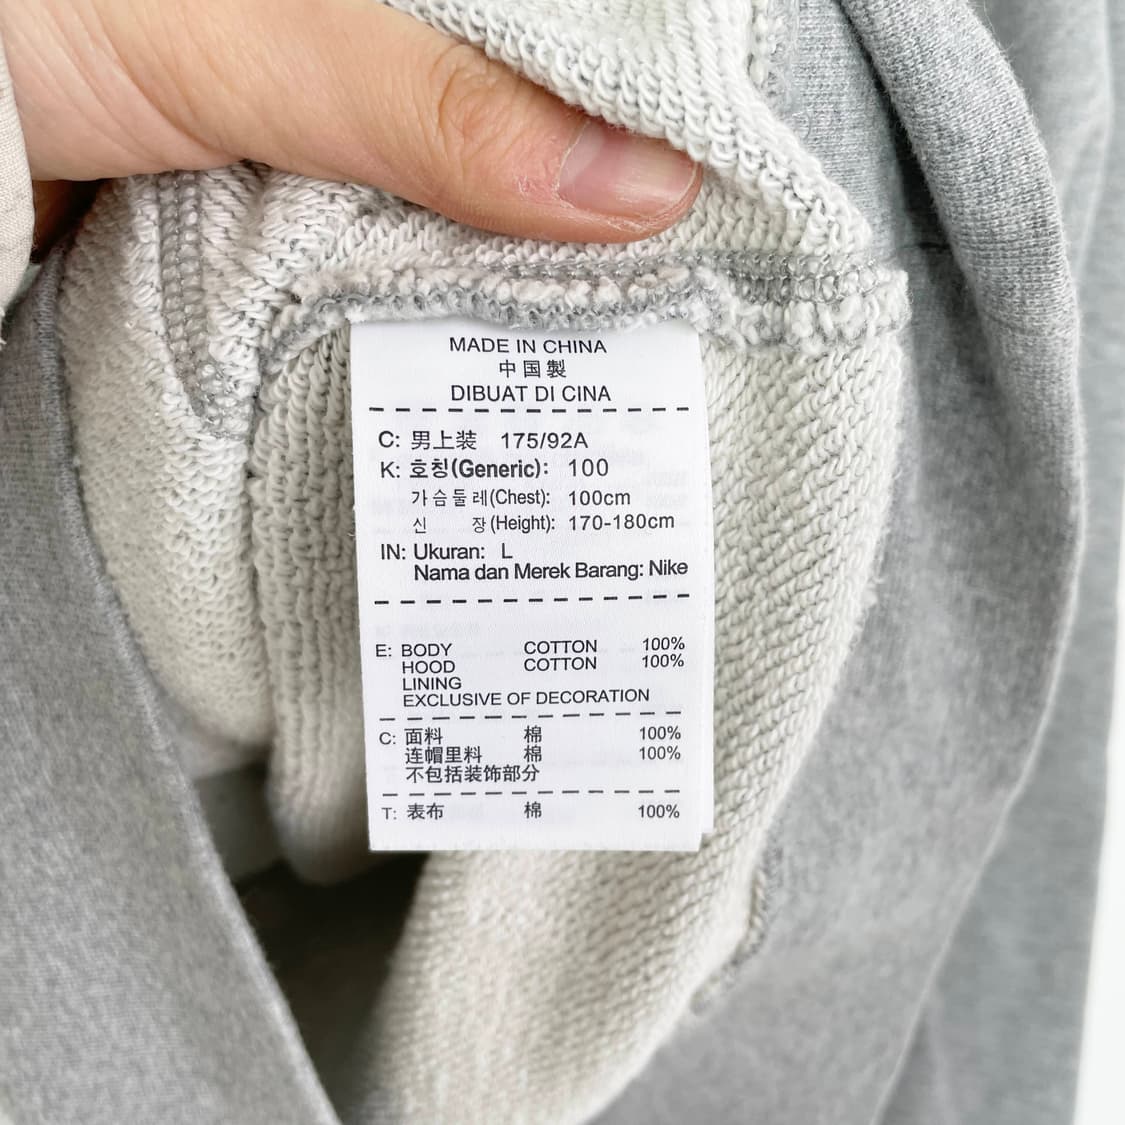 MADE IN CHINA
中国製
DIBUAT DI CINA
C: 男上装 175/92A
K: 호칭(Generic): 100
가슴둘레(Chest): 100cm
신 장(Height): 170-180cm
IN: Ukuran: L
Nama dan Merek Barang: Nike
E: BODY COTTON 100%
HOOD COTTON 100%
LINING
EXCLUSIVE OF DECORATION
C: 面料 棉 100%
连帽里料 棉 100%
不包括装饰部分
T: 表布 棉 100%